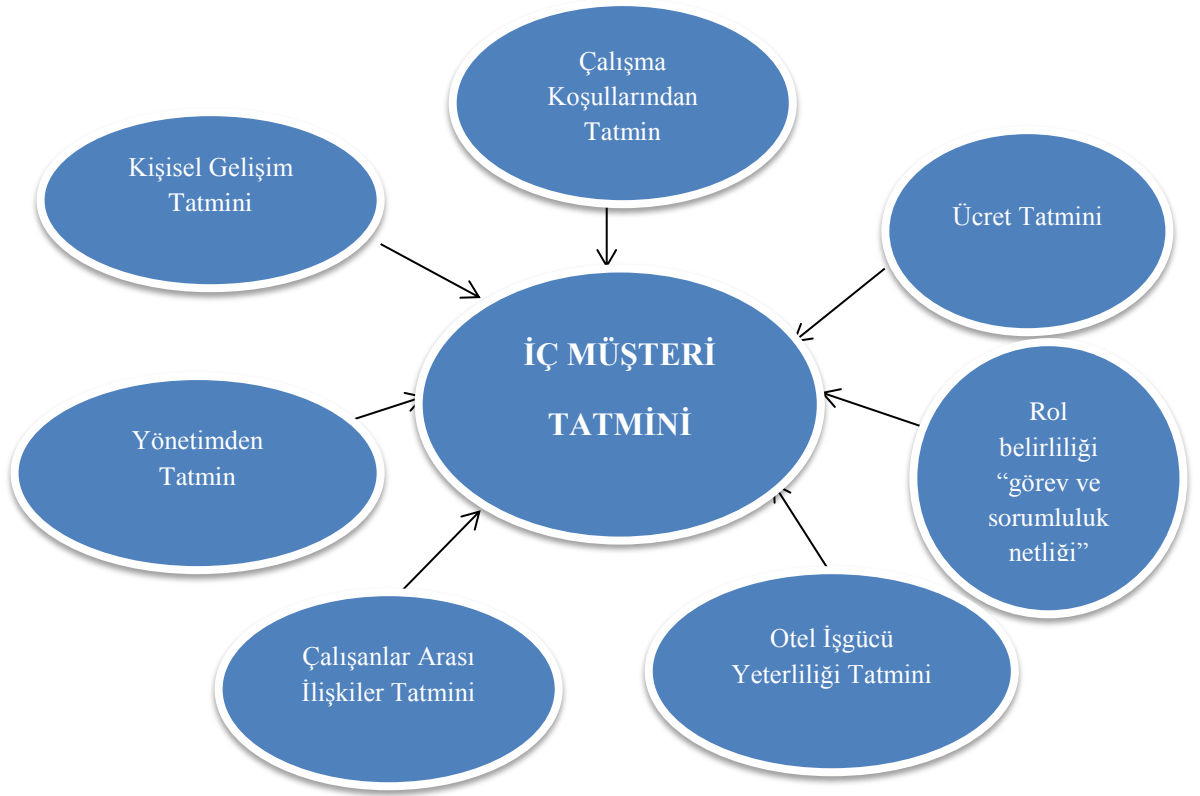 Çalışma
Koşullarından
Tatmin
Kişisel Gelişim
Tatmini
Ücret Tatmini
İÇ MÜŞTERİ
TATMİNİ
Yönetimden
Tatmin
Rol
belirliliği
“görev ve
sorumluluk
netliği”
Çalışanlar Arası
İlişkiler Tatmini
Otel İşgücü
Yeterliliği Tatmini